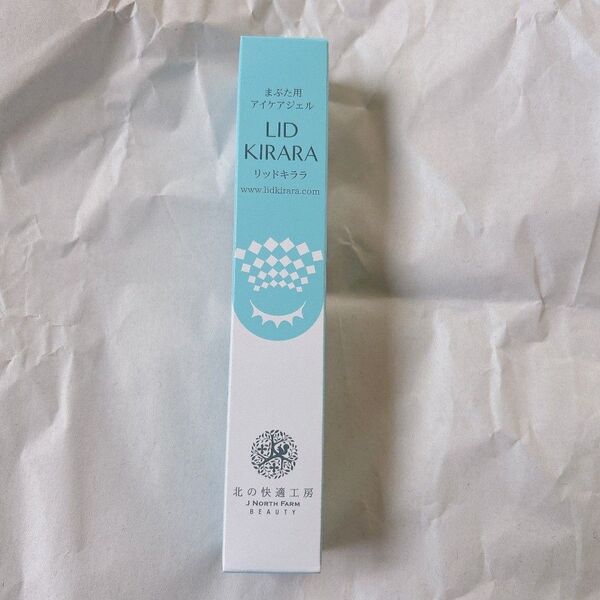 まぶた用
アイケアジェル
LID
KIRARA
リッドキララ
www.lidkirara.com
北の快適工房
J NORTH FARM
BEAUTY